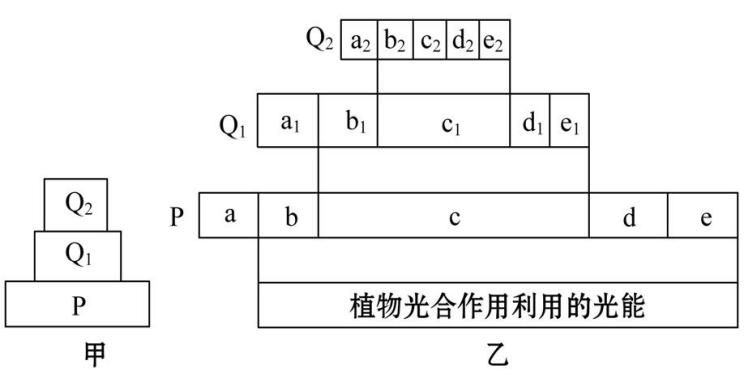 Q₂ a₂ b₂ c₂ d₂ e₂
Q₁ a₁ b₁ c₁ d₁ e₁
P a b c d e
植物光合作用利用的光能
乙
Q₂
Q₁
P
甲